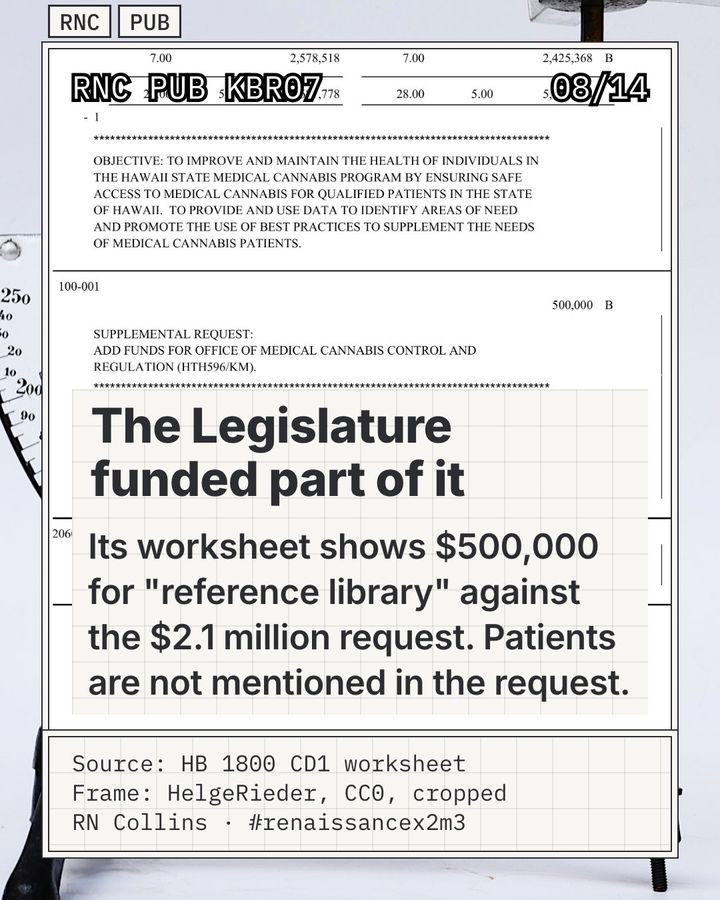 RNC PUB
7.00 2,578,518 7.00 2,425,368 B
RNC PUB KBR07 08/14
28.00 5.00
- 1
*****************************************************************************************
OBJECTIVE: TO IMPROVE AND MAINTAIN THE HEALTH OF INDIVIDUALS IN
THE HAWAII STATE MEDICAL CANNABIS PROGRAM BY ENSURING SAFE
ACCESS TO MEDICAL CANNABIS FOR QUALIFIED PATIENTS IN THE STATE
OF HAWAII. TO PROVIDE AND USE DATA TO IDENTIFY AREAS OF NEED
AND PROMOTE THE USE OF BEST PRACTICES TO SUPPLEMENT THE NEEDS
OF MEDICAL CANNABIS PATIENTS.
100-001
500,000 B
SUPPLEMENTAL REQUEST:
ADD FUNDS FOR OFFICE OF MEDICAL CANNABIS CONTROL AND
REGULATION (HTH596/KM).
*****************************************************************************************
The Legislature
funded part of it
Its worksheet shows $500,000
for "reference library" against
the $2.1 million request. Patients
are not mentioned in the request.
Source: HB 1800 CD1 worksheet
Frame: HelgeRieder, CC0, cropped
RN Collins · #renaissancex2m3
250
20
10
200
90